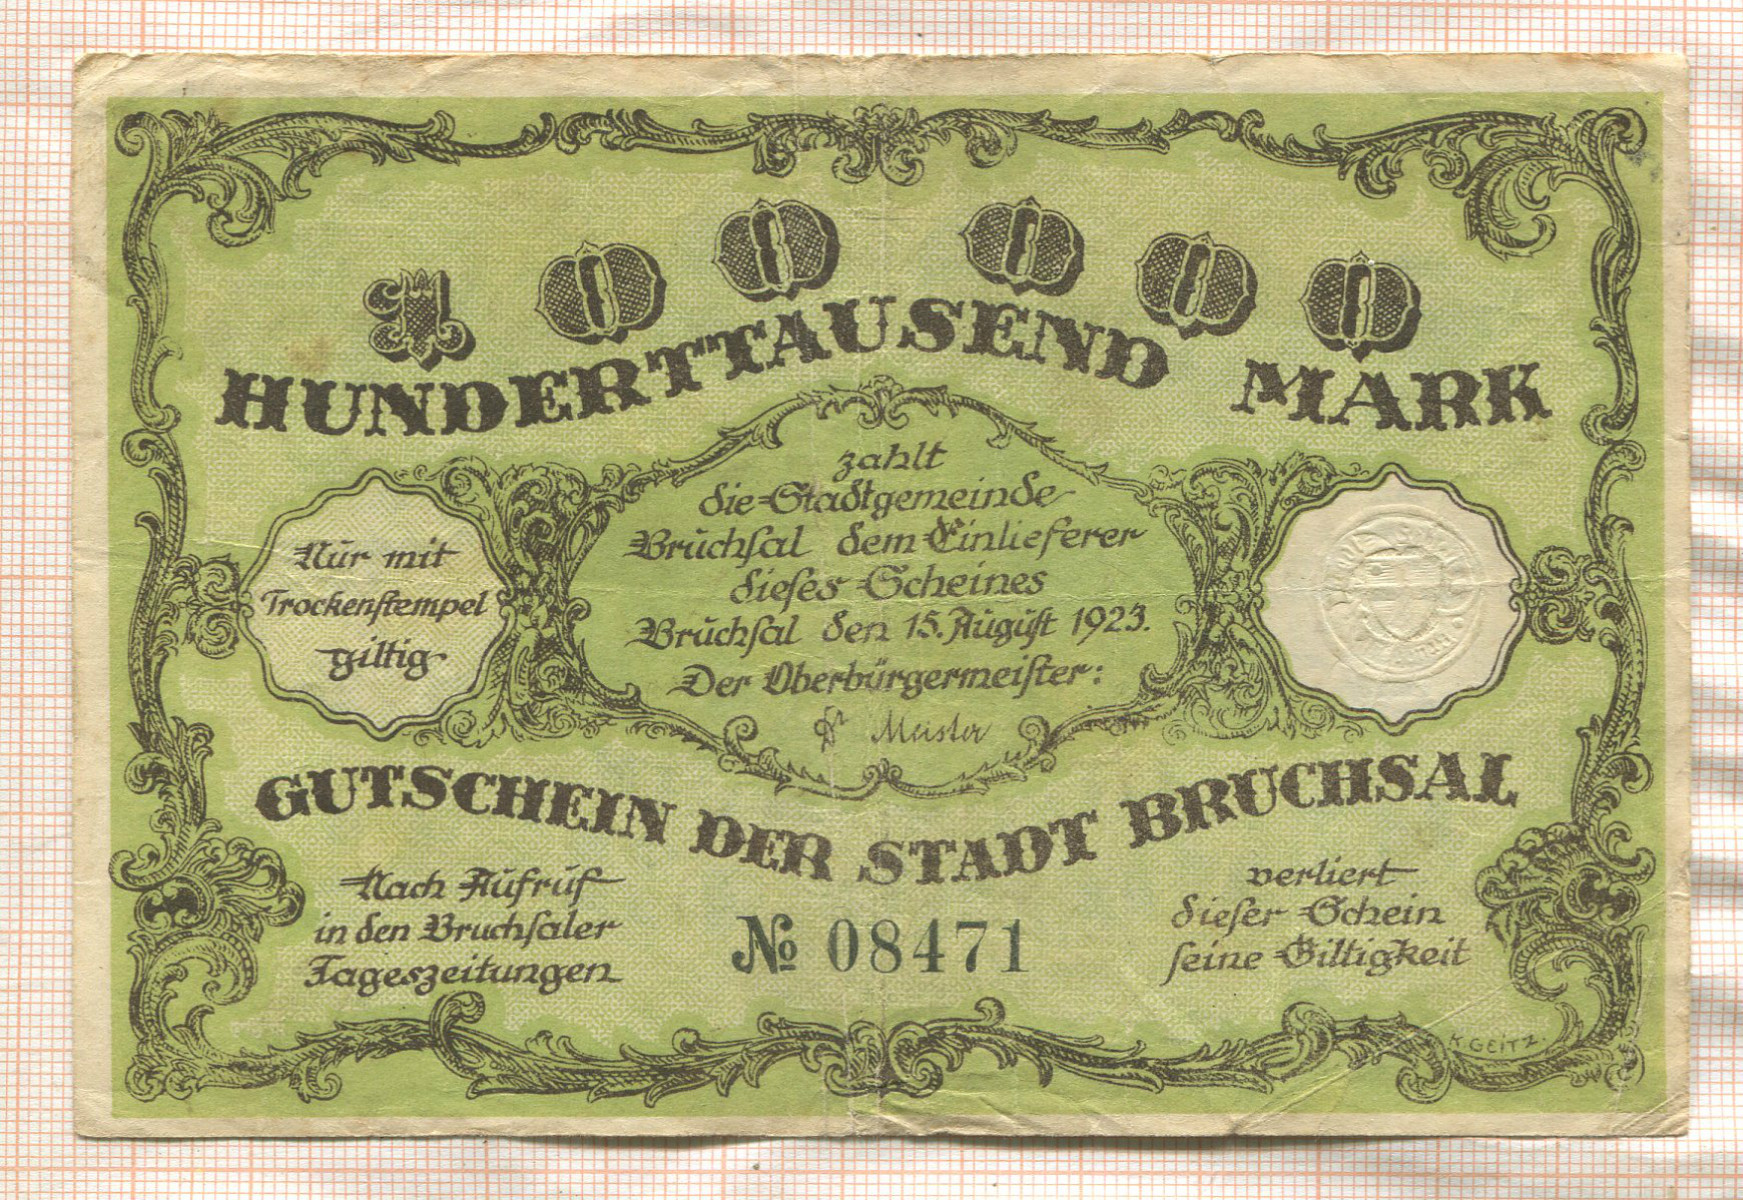 100000
HUNDERTTAUSEND MARK
zahlt
die Stadtgemeinde
Bruchsal dem Einlieferer
dieses Scheines
Bruchsal den 15. August 1923.
Der Oberbürgermeister:
Dr Meister
Nur mit
Trockenstempel
giltig
GUTSCHEIN DER STADT BRUCHSAL
Nach Aufruf
in den Bruchsaler
Tageszeitungen
verliert
dieser Schein
seine Giltigkeit
№ 08471
K. GEITZ.